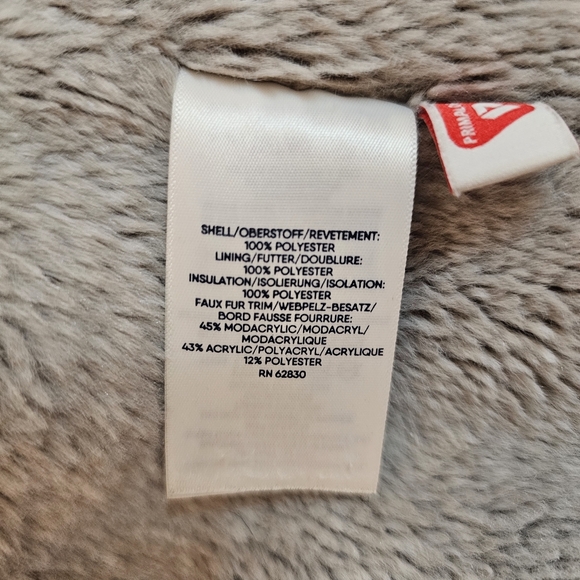 SHELL/OBERSTOFF/REVETEMENT:
100% POLYESTER
LINING/FUTTER/DOUBLURE:
100% POLYESTER
INSULATION/ISOLIERUNG/ISOLATION:
100% POLYESTER
FAUX FUR TRIM/WEBPELZ-BESATZ/
BORD FAUSSE FOURRURE:
45% MODACRYLIC/MODACRYL/
MODACRYLIQUE
43% ACRYLIC/POLYACRYL/ACRYLIQUE
12% POLYESTER
RN 62830